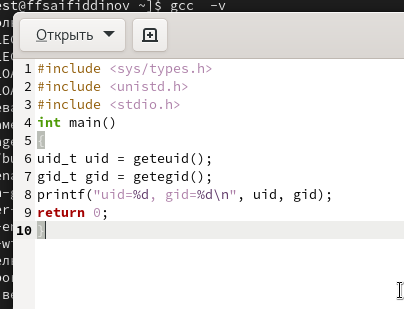 est@ffsaifiddinov ~]$ gcc  -v
Открыть
1 #include <sys/types.h>
2 #include <unistd.h>
3 #include <stdio.h>
4 int main()
5 {
6 uid_t uid = geteuid();
7 gid_t gid = getegid();
8 printf("uid=%d, gid=%d\n", uid, gid);
9 return 0;
10 }